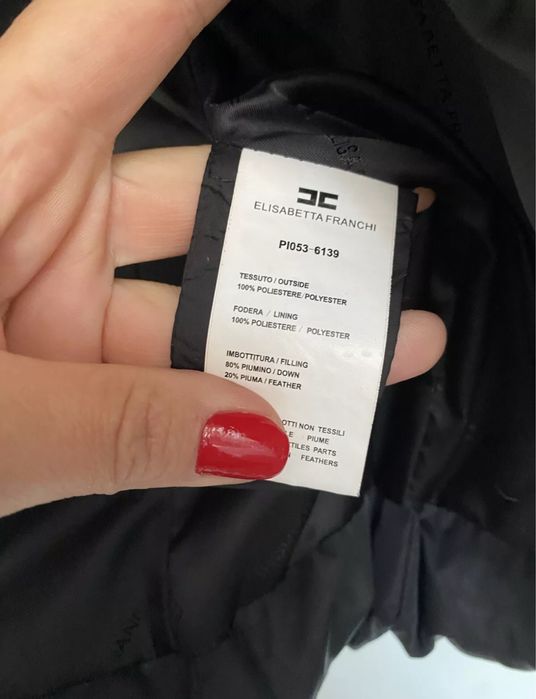 ELISABETTA FRANCHI
PI053-6139
TESSUTO / OUTSIDE
100% POLIESTERE/POLYESTER
FODERA / LINING
100% POLIESTERE / POLYESTER
IMBOTTITURA / FILLING
80% PIUMINO / DOWN
20% PIUMA / FEATHER
NON TESSILI
PIUME
PARTS
FEATHERS